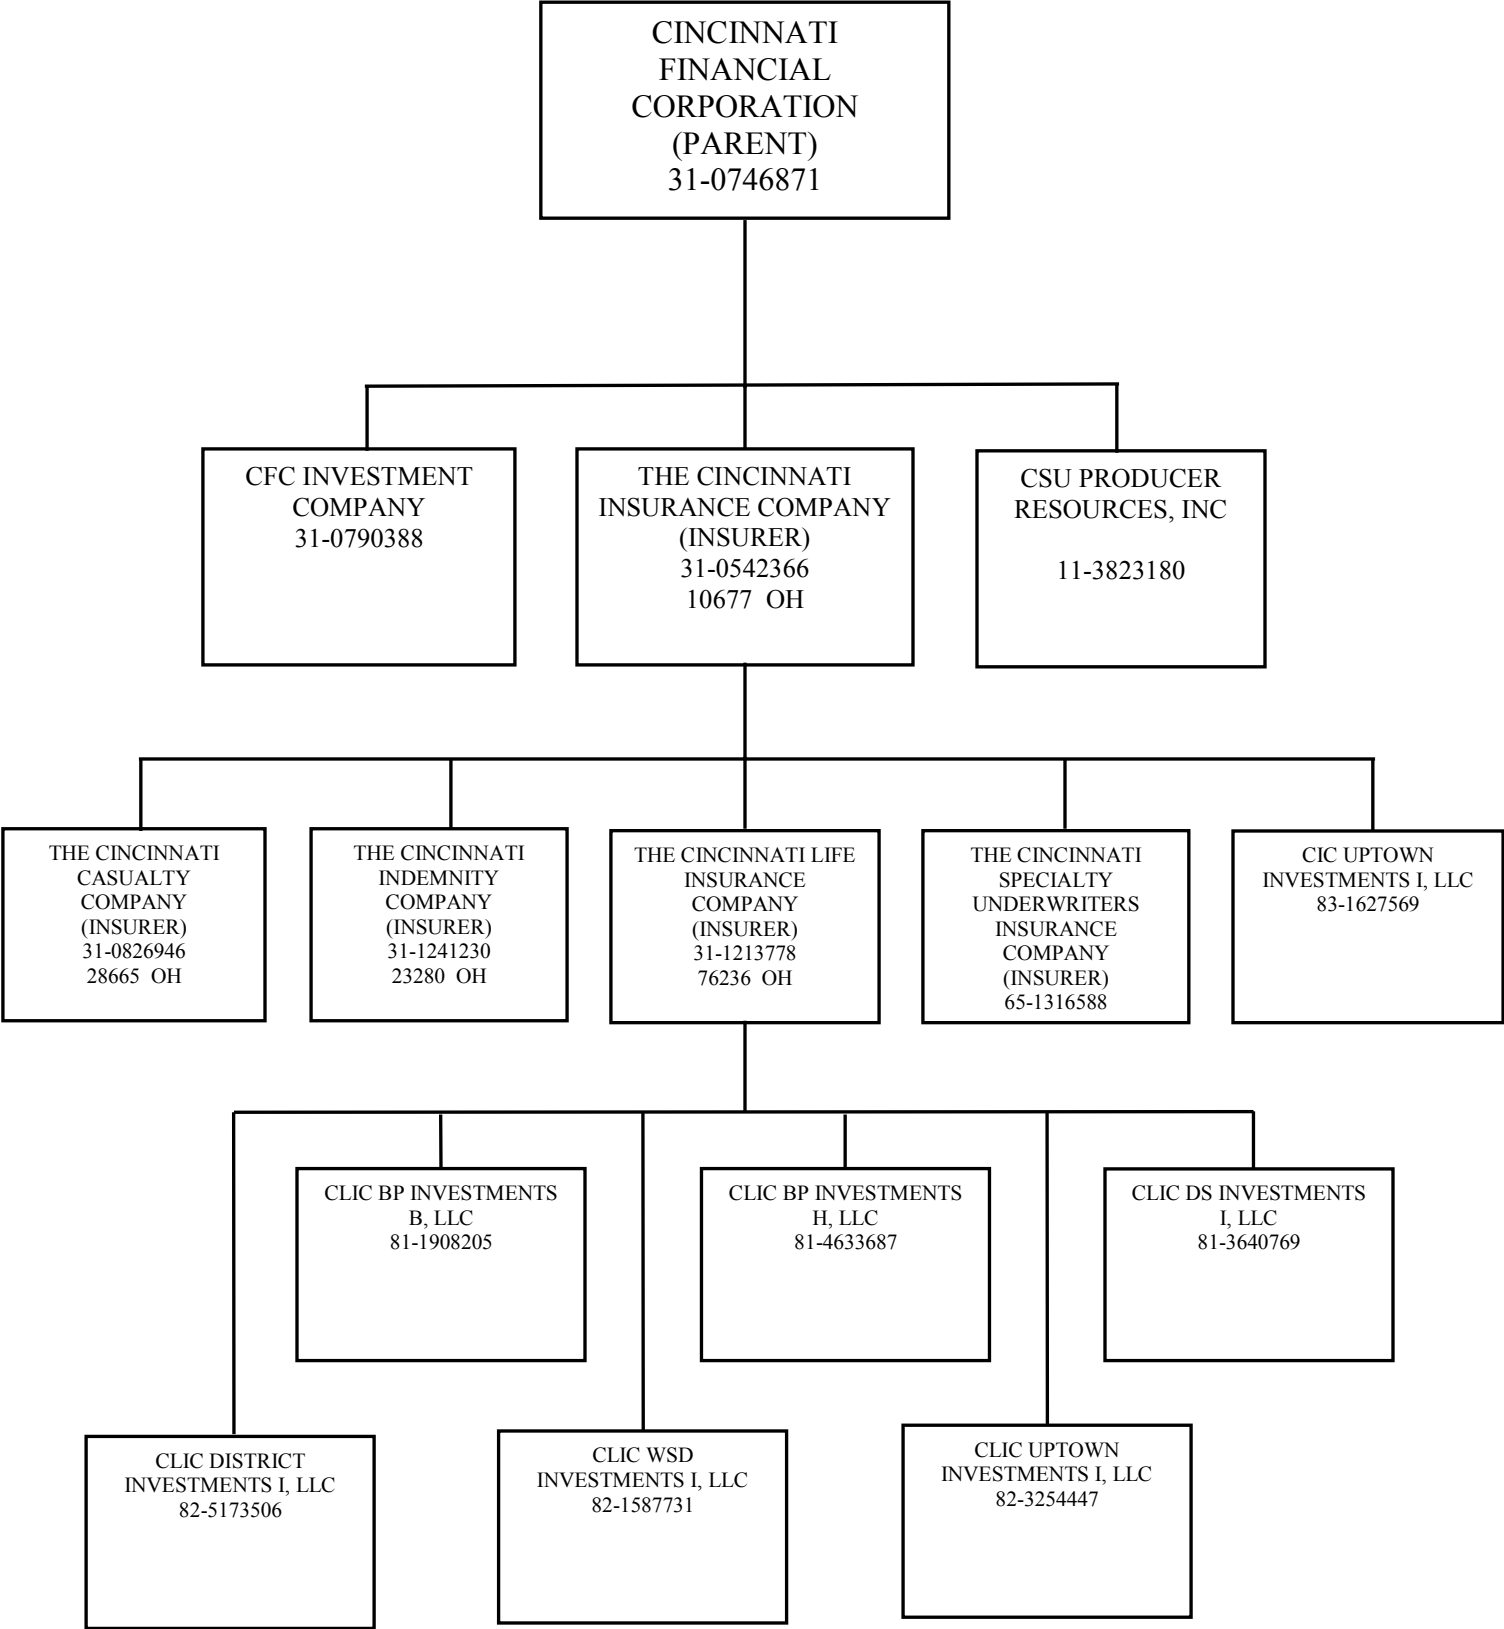 CINCINNATI
FINANCIAL
CORPORATION
(PARENT)
31-0746871
CFC INVESTMENT
COMPANY
31-0790388
THE CINCINNATI
INSURANCE COMPANY
(INSURER)
31-0542366
10677 OH
CSU PRODUCER
RESOURCES, INC
11-3823180
THE CINCINNATI
CASUALTY
COMPANY
(INSURER)
31-0826946
28665 OH
THE CINCINNATI
INDEMNITY
COMPANY
(INSURER)
31-1241230
23280 OH
THE CINCINNATI LIFE
INSURANCE
COMPANY
(INSURER)
31-1213778
76236 OH
THE CINCINNATI
SPECIALTY
UNDERWRITERS
INSURANCE
COMPANY
(INSURER)
65-1316588
CIC UPTOWN
INVESTMENTS I, LLC
83-1627569
CLIC BP INVESTMENTS
B, LLC
81-1908205
CLIC BP INVESTMENTS
H, LLC
81-4633687
CLIC DS INVESTMENTS
I, LLC
81-3640769
CLIC DISTRICT
INVESTMENTS I, LLC
82-5173506
CLIC WSD
INVESTMENTS I, LLC
82-1587731
CLIC UPTOWN
INVESTMENTS I, LLC
82-3254447